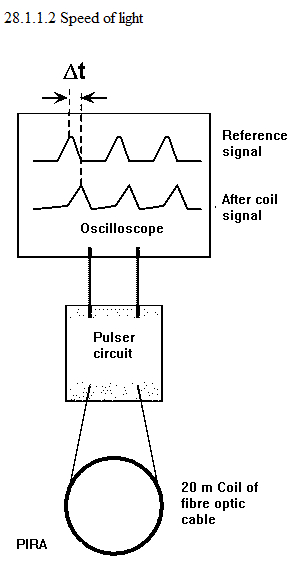 28.1.1.2 Speed of light
Δt
Reference
signal
After coil
signal
Oscilloscope
Pulser
circuit
20 m Coil of
fibre optic
cable
PIRA